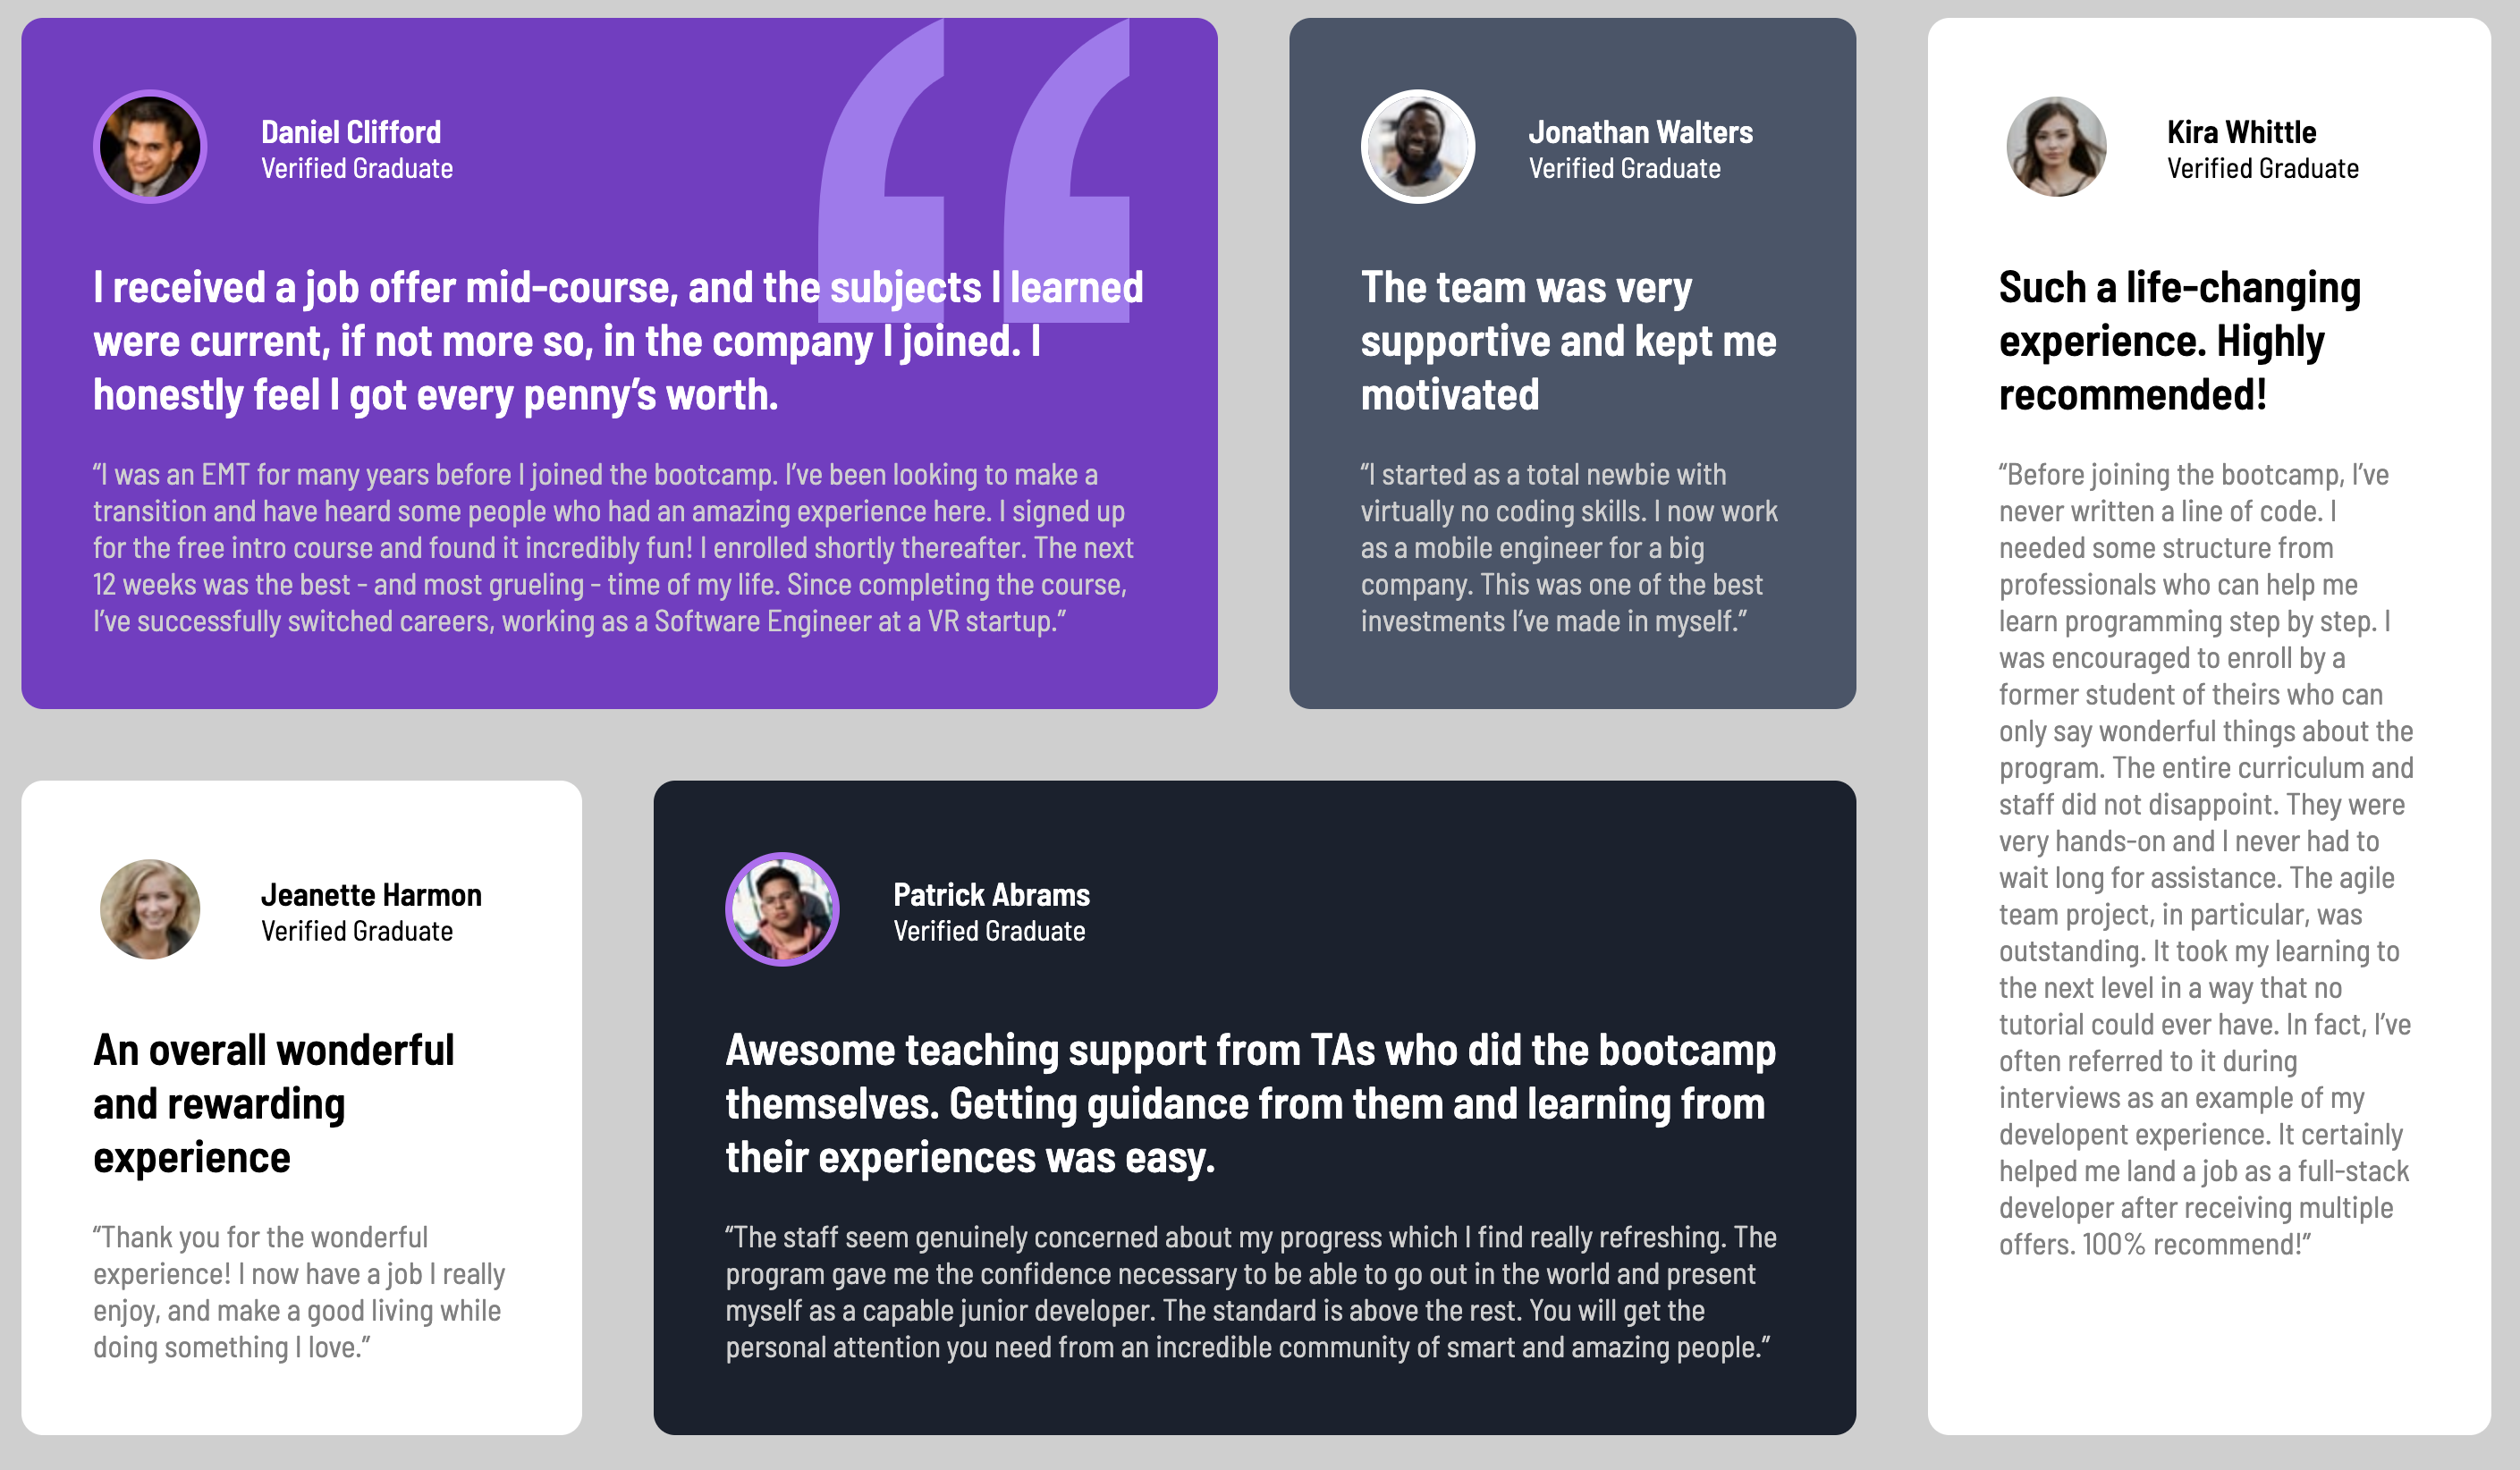 Daniel Clifford
Verified Graduate
I received a job offer mid-course, and the subjects I learned
were current, if not more so, in the company I joined. I
honestly feel I got every penny’s worth.
“I was an EMT for many years before I joined the bootcamp. I’ve been looking to make a
transition and have heard some people who had an amazing experience here. I signed up
for the free intro course and found it incredibly fun! I enrolled shortly thereafter. The next
12 weeks was the best - and most grueling - time of my life. Since completing the course,
I’ve successfully switched careers, working as a Software Engineer at a VR startup.”
Jonathan Walters
Verified Graduate
The team was very
supportive and kept me
motivated
“I started as a total newbie with
virtually no coding skills. I now work
as a mobile engineer for a big
company. This was one of the best
investments I’ve made in myself.”
Kira Whittle
Verified Graduate
Such a life-changing
experience. Highly
recommended!
“Before joining the bootcamp, I’ve
never written a line of code. I
needed some structure from
professionals who can help me
learn programming step by step. I
was encouraged to enroll by a
former student of theirs who can
only say wonderful things about the
program. The entire curriculum and
staff did not disappoint. They were
very hands-on and I never had to
wait long for assistance. The agile
team project, in particular, was
outstanding. It took my learning to
the next level in a way that no
tutorial could ever have. In fact, I’ve
often referred to it during
interviews as an example of my
developent experience. It certainly
helped me land a job as a full-stack
developer after receiving multiple
offers. 100% recommend!”
Jeanette Harmon
Verified Graduate
An overall wonderful
and rewarding
experience
“Thank you for the wonderful
experience! I now have a job I really
enjoy, and make a good living while
doing something I love.”
Patrick Abrams
Verified Graduate
Awesome teaching support from TAs who did the bootcamp
themselves. Getting guidance from them and learning from
their experiences was easy.
“The staff seem genuinely concerned about my progress which I find really refreshing. The
program gave me the confidence necessary to be able to go out in the world and present
myself as a capable junior developer. The standard is above the rest. You will get the
personal attention you need from an incredible community of smart and amazing people.”